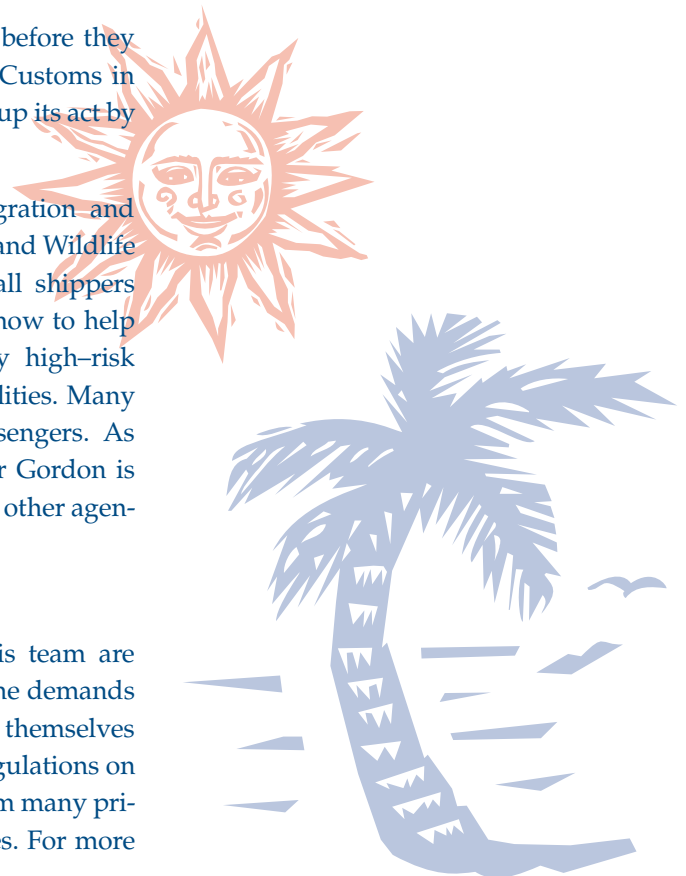 before they
Customs in
up its act by
gration and
and Wildlife
all shippers
how to help
y high–risk
lities. Many
sengers. As
r Gordon is
other agen-
is team are
he demands
themselves
gulations on
m many pri-
es. For more